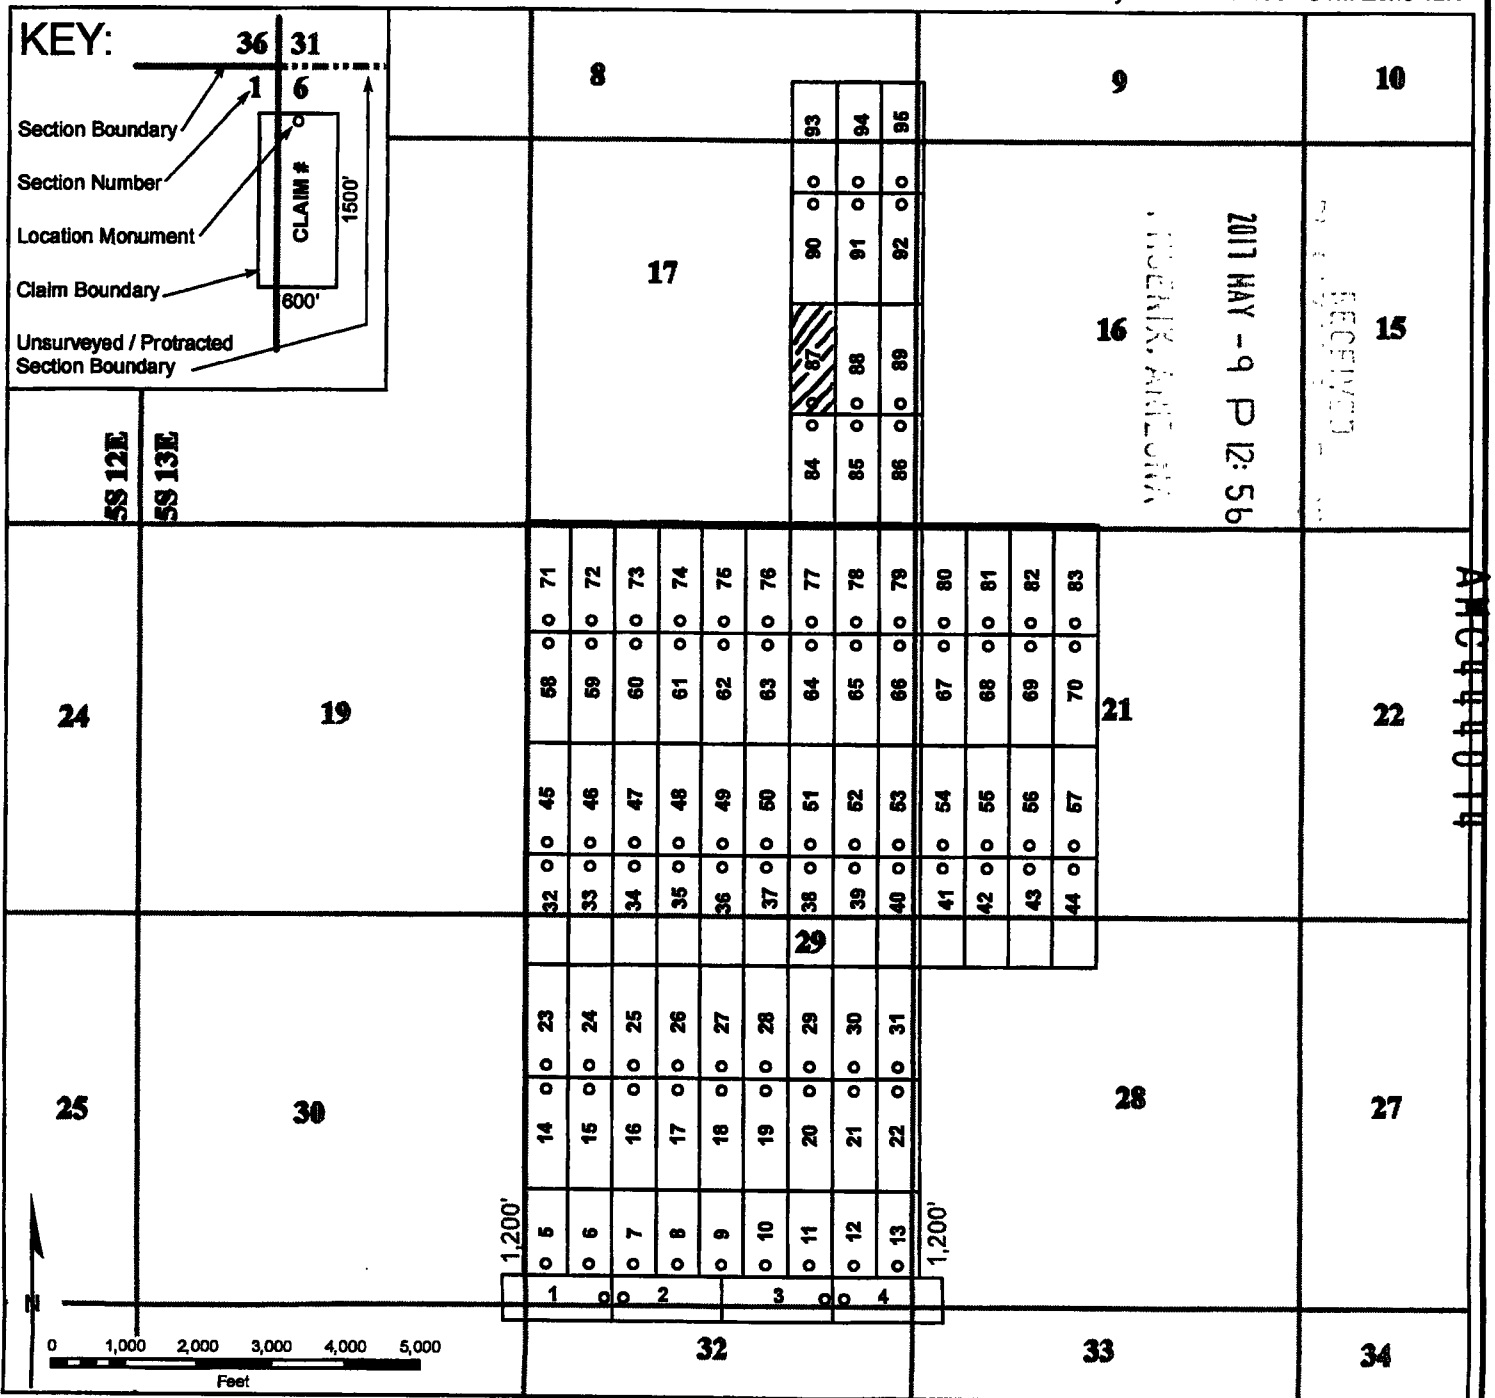 KEY:
36 31
1 6
Section Boundary
Section Number
Location Monument
Claim Boundary
Unsurveyed / Protracted
Section Boundary
CLAIM #
1500'
600'
8 9 10
93 94 95
17 16 15
90 91 92
87 88 89
84 85 86
2017 MAY -9 P 12:56
RECEIVED
PHOENIX, ARIZONA
5S 12E
5S 13E
AMC444014
71 72 73 74 75 76 77 78 79 80 81 82 83
58 59 60 61 62 63 64 65 66 67 68 69 70
24 19 21 22
45 46 47 48 49 50 51 52 53 54 55 56 57
32 33 34 35 36 37 38 39 40 41 42 43 44
29
23 24 25 26 27 28 29 30 31
25 30 28 27
14 15 16 17 18 19 20 21 22
1,200' 5 6 7 8 9 10 11 12 13 1,200'
1 2 3 4
N
32 33 34
0 1,000 2,000 3,000 4,000 5,000
Feet